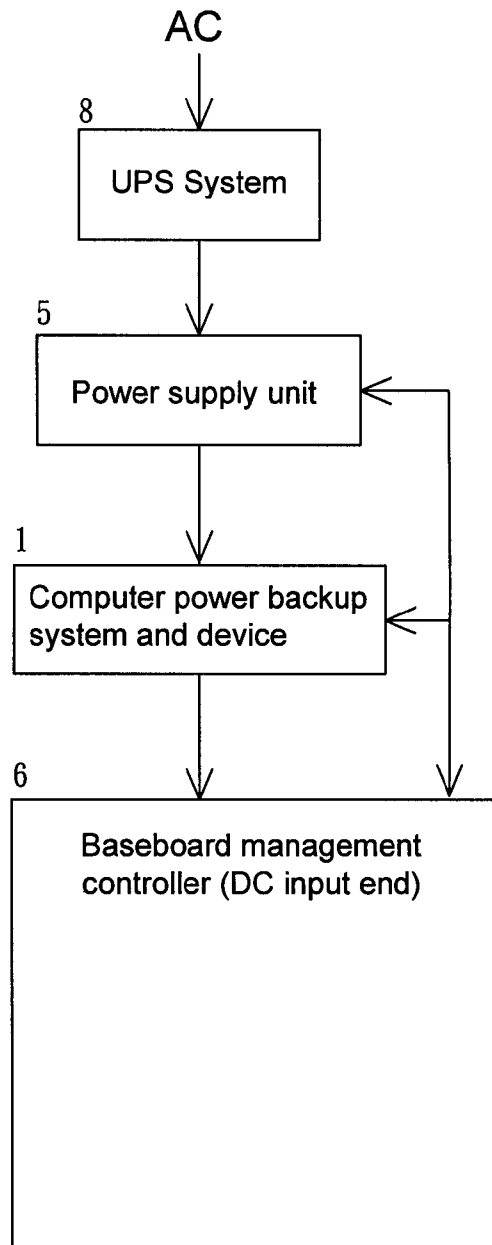 AC
8
UPS System
5
Power supply unit
1
Computer power backup
system and device
6
Baseboard management
controller (DC input end)